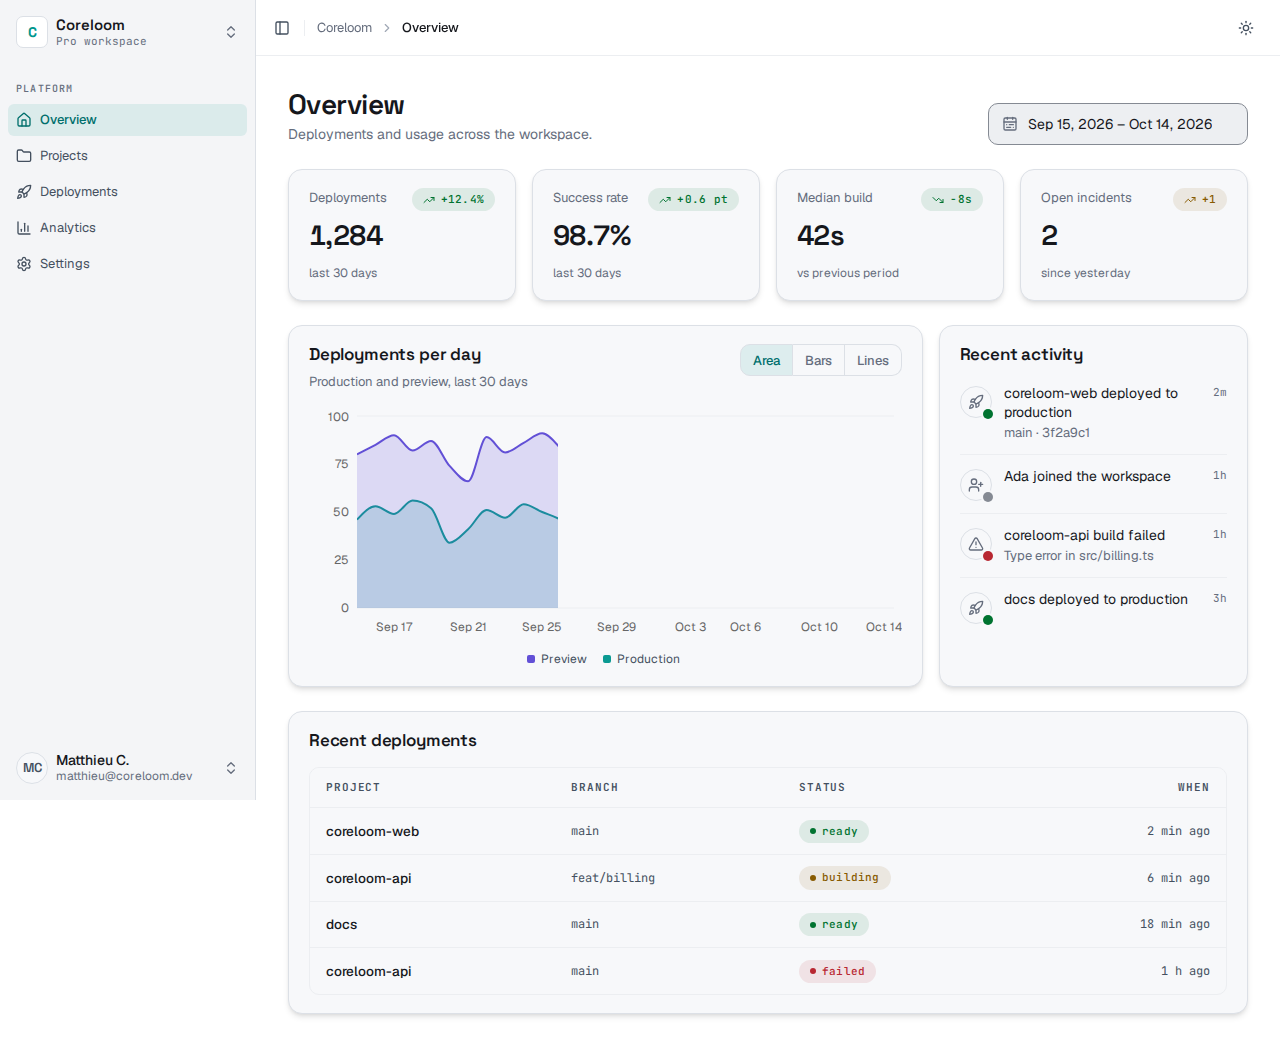 C
Coreloom
Pro workspace
PLATFORM
Overview
Projects
Deployments
Analytics
Settings
MC
Matthieu C.
matthieu@coreloom.dev
Coreloom
Overview
Overview
Deployments and usage across the workspace.
Sep 15, 2026 – Oct 14, 2026
Deployments
+12.4%
1,284
last 30 days
Success rate
+0.6 pt
98.7%
last 30 days
Median build
-8s
42s
vs previous period
Open incidents
+1
2
since yesterday
Deployments per day
Production and preview, last 30 days
Area Bars Lines
100
75
50
25
0
Sep 17 Sep 21 Sep 25 Sep 29 Oct 3 Oct 6 Oct 10 Oct 14
Preview Production
Recent activity
coreloom-web deployed to 2m
production
main · 3f2a9c1
Ada joined the workspace 1h
coreloom-api build failed 1h
Type error in src/billing.ts
docs deployed to production 3h
Recent deployments
PROJECT BRANCH STATUS WHEN
coreloom-web main ready 2 min ago
coreloom-api feat/billing building 6 min ago
docs main ready 18 min ago
coreloom-api main failed 1 h ago